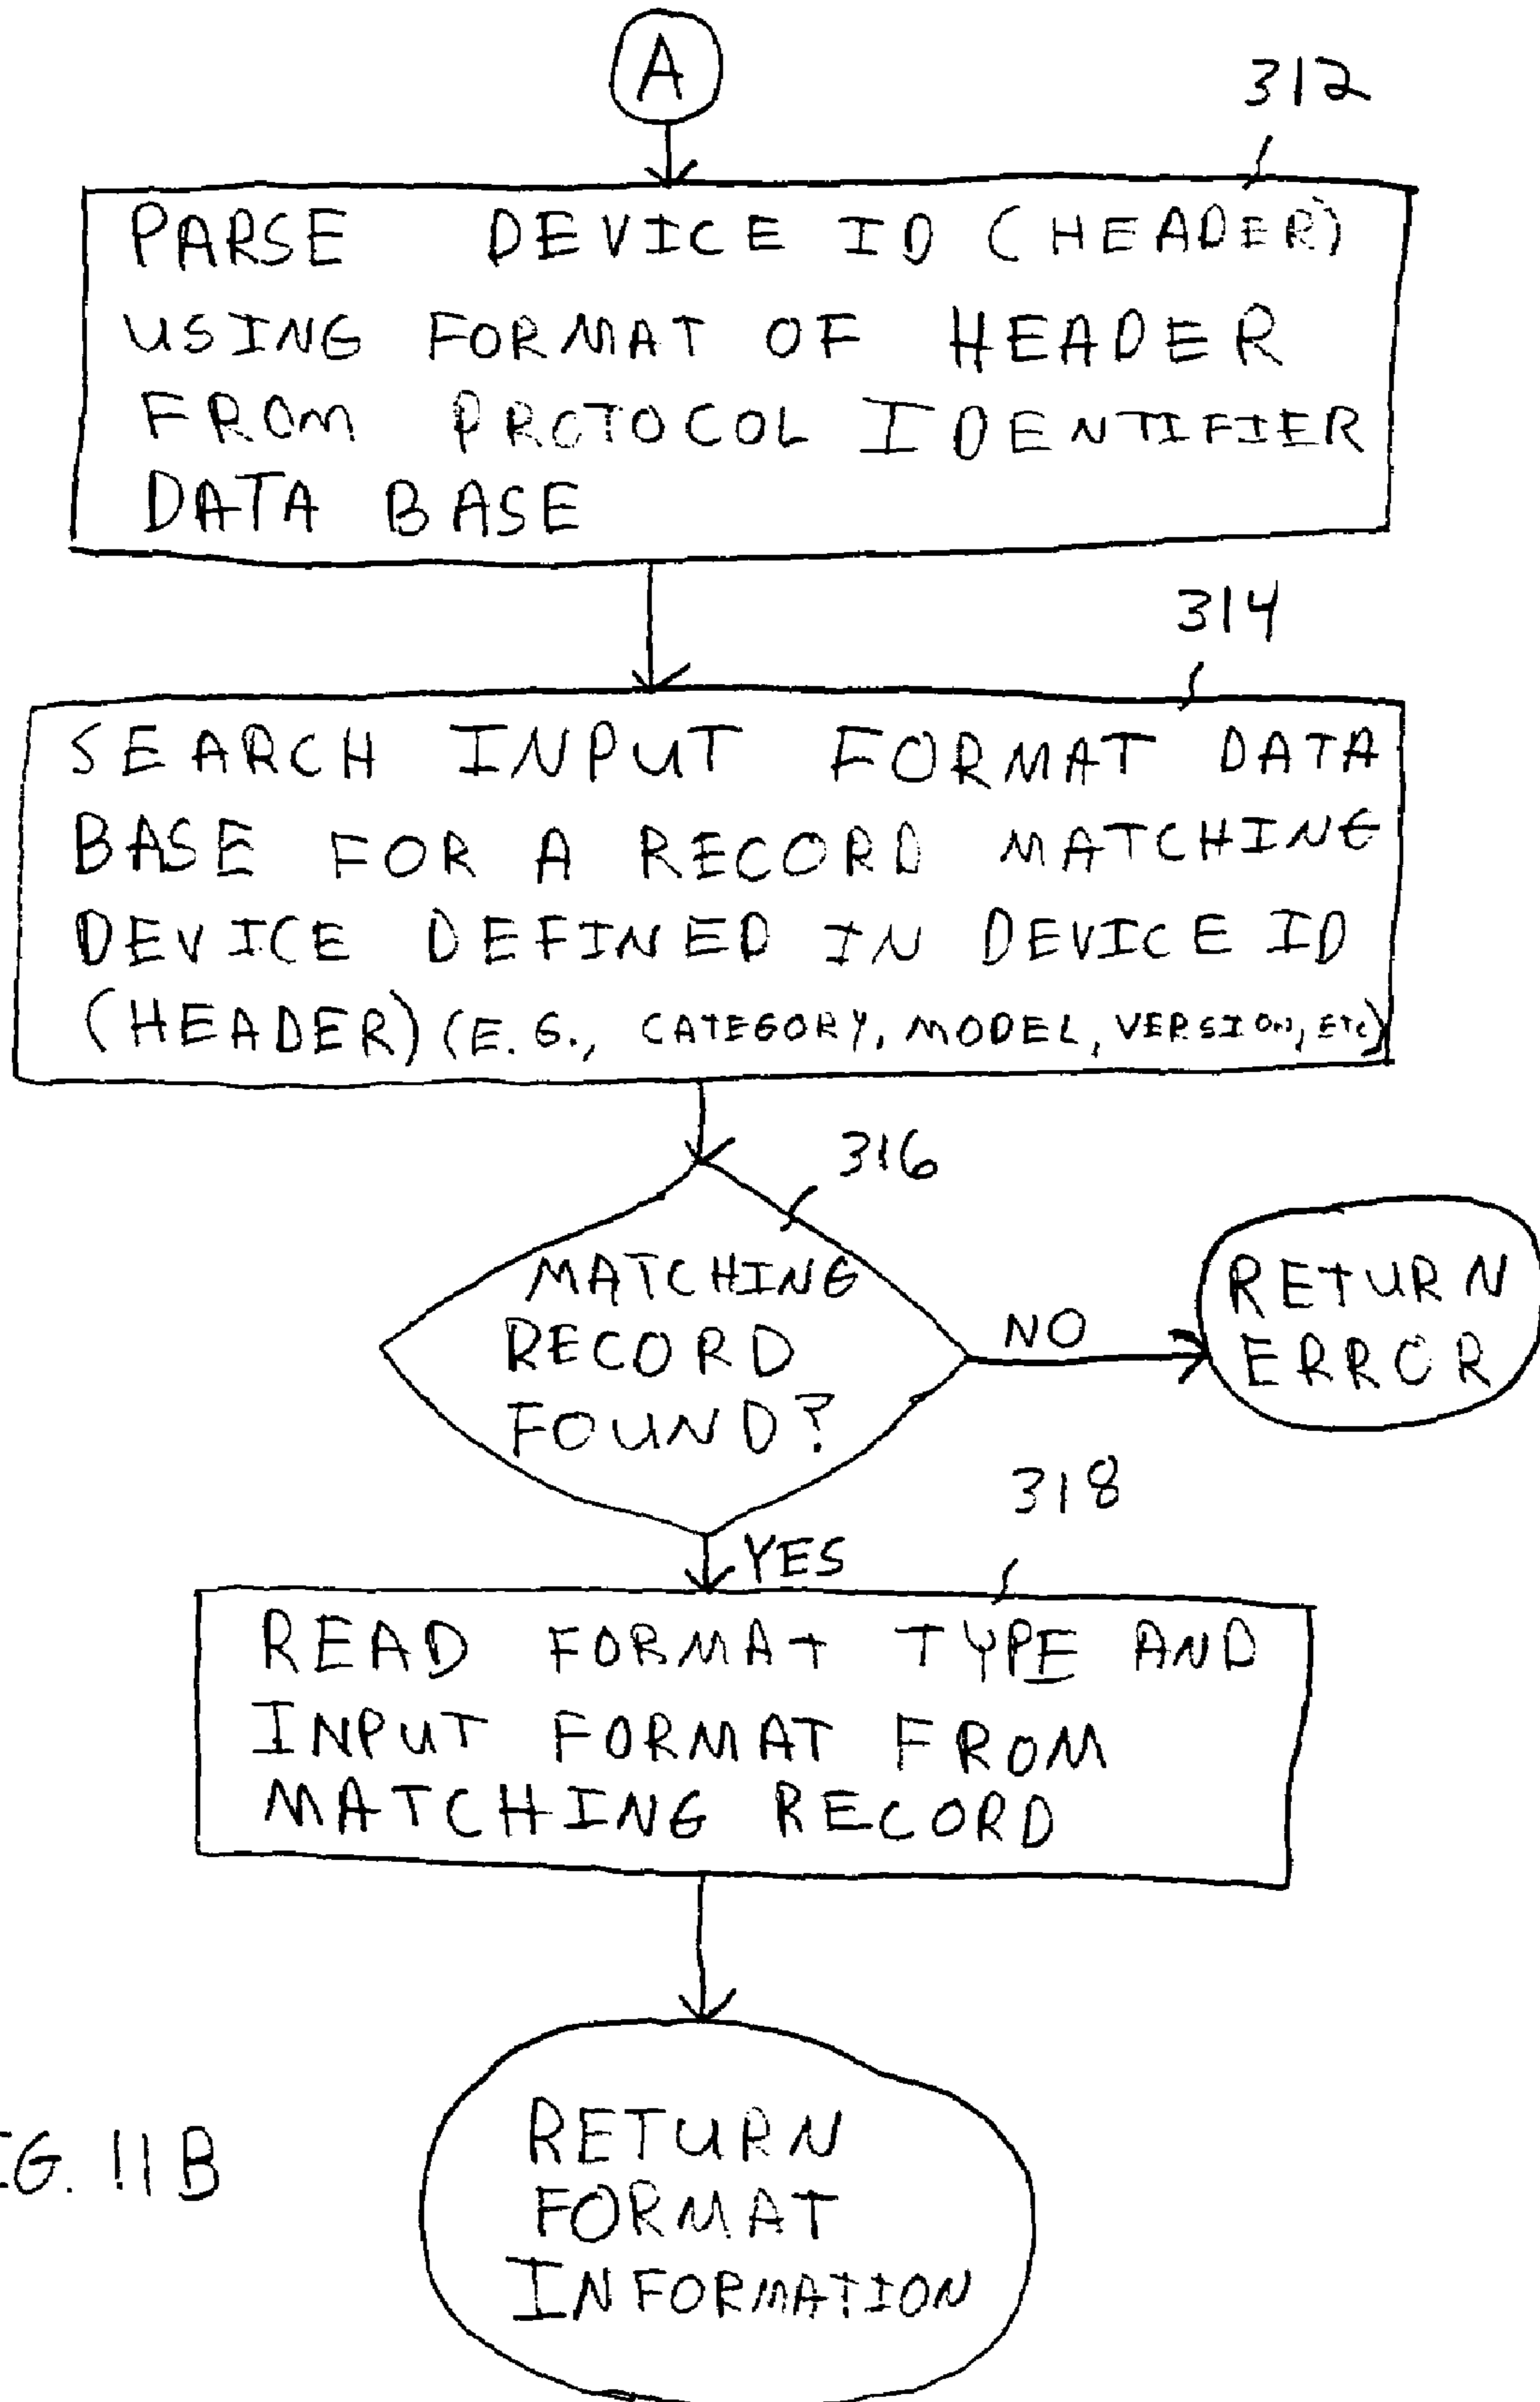 A
312
PARSE DEVICE ID (HEADER)
USING FORMAT OF HEADER
FROM PROTOCOL IDENTIFIER
DATA BASE
314
SEARCH INPUT FORMAT DATA
BASE FOR A RECORD MATCHING
DEVICE DEFINED IN DEVICE ID
(HEADER) (E.G., CATEGORY, MODEL, VERSION, ETC)
316
MATCHING
RECORD
FOUND?
NO
RETURN
ERROR
318
YES
READ FORMAT TYPE AND
INPUT FORMAT FROM
MATCHING RECORD
RETURN
FORMAT
INFORMATION
IG. 11B